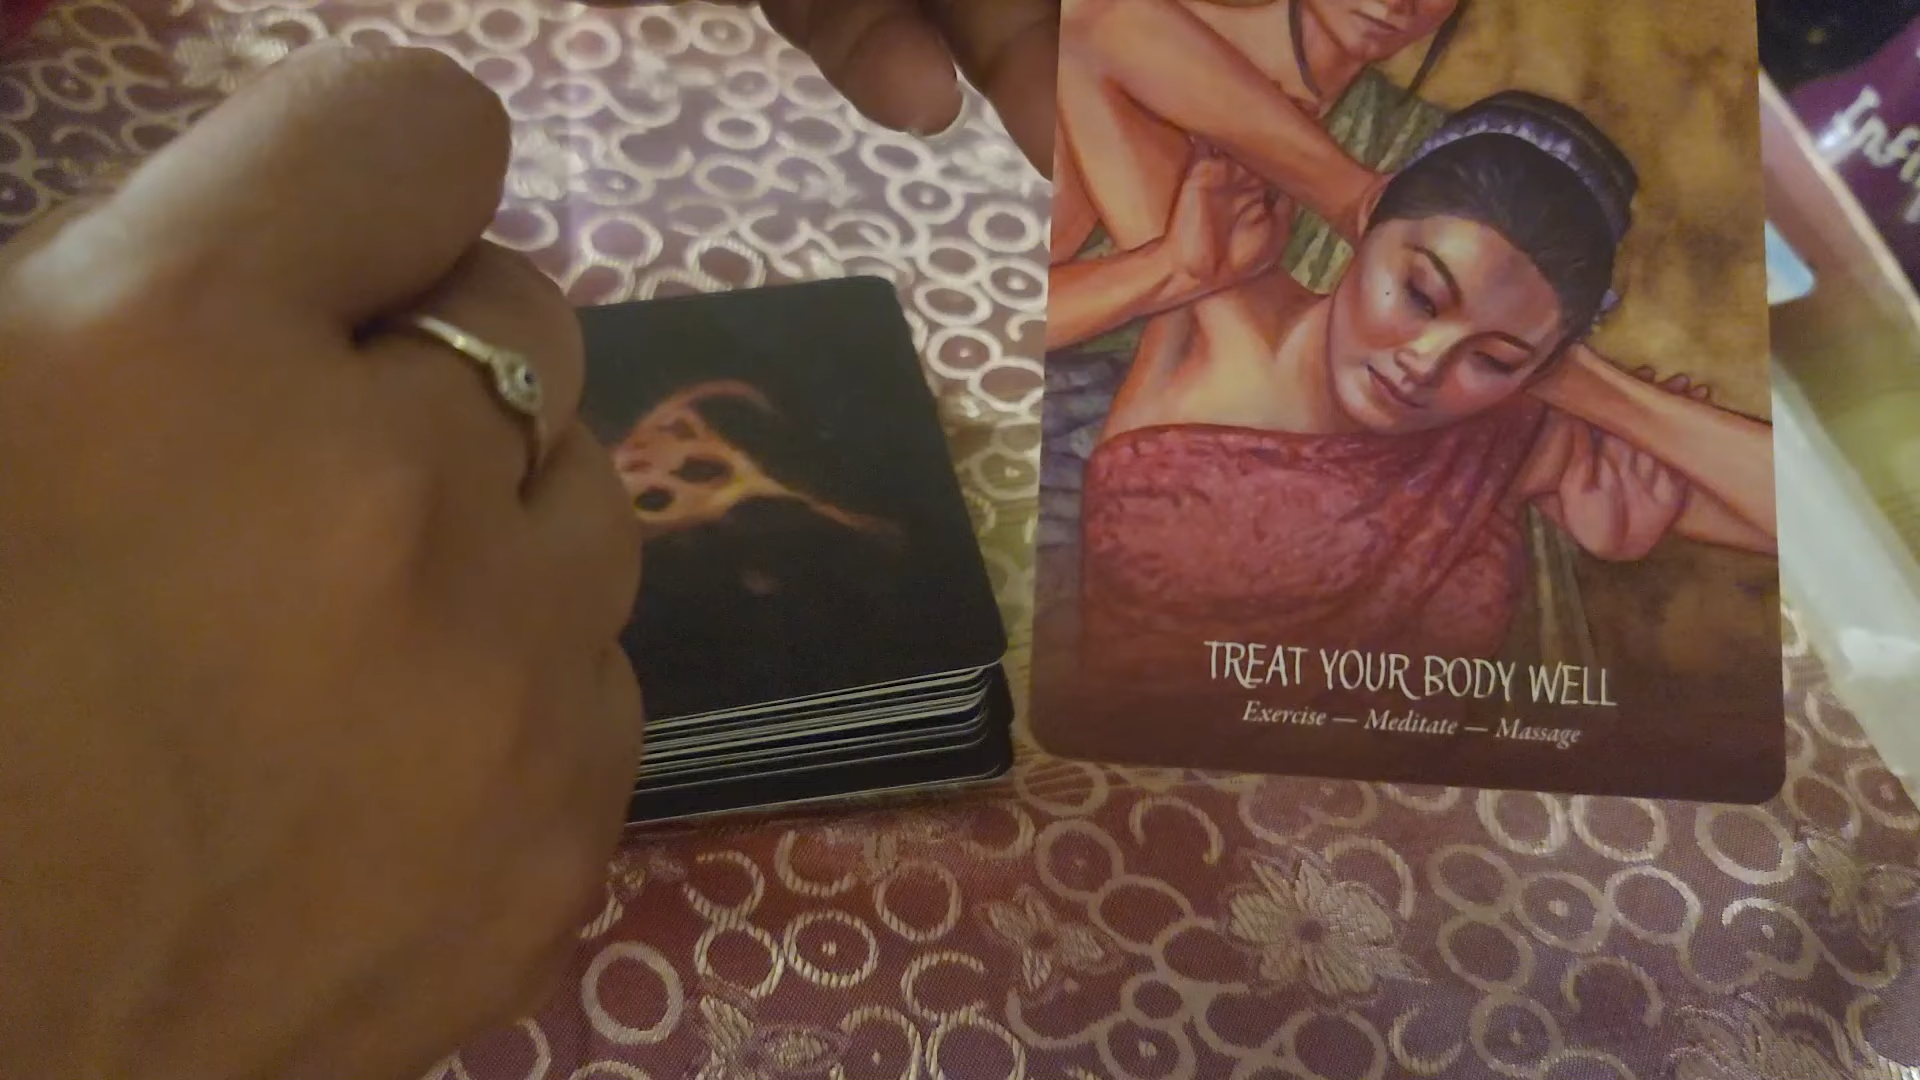 TREAT YOUR BODY WELL
Exercise — Meditate — Massage